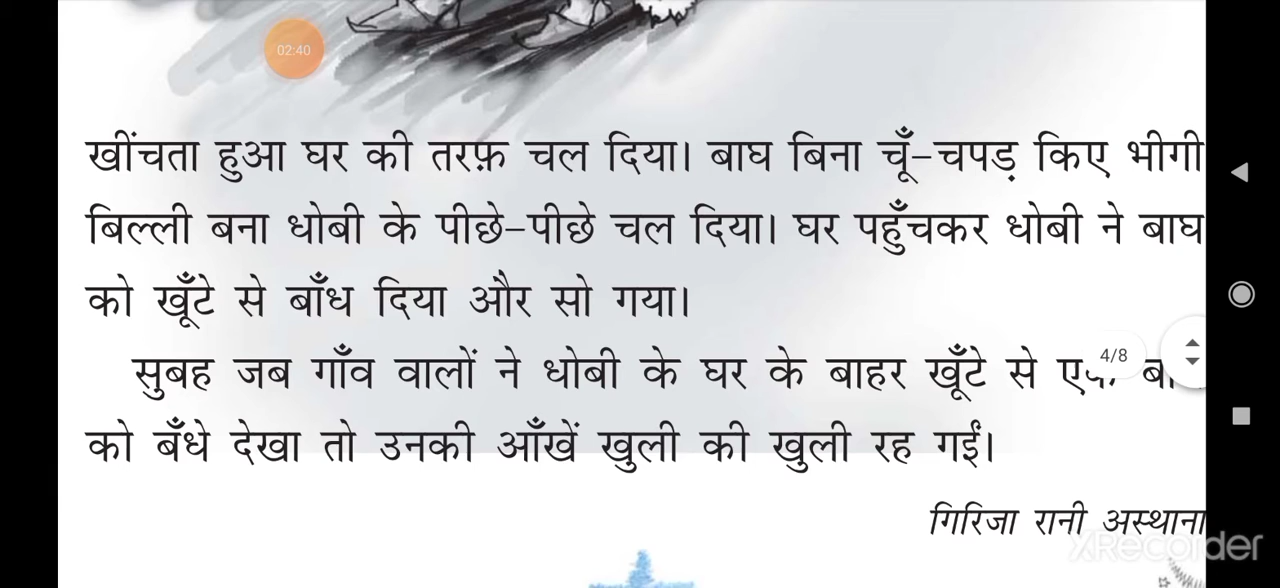 02:40
खींचता हुआ घर की तरफ़ चल दिया। बाघ बिना चूँ-चपड़ किए भीगी
बिल्ली बना धोबी के पीछे-पीछे चल दिया। घर पहुँचकर धोबी ने बाघ
को खूँटे से बाँध दिया और सो गया।
4/8
सुबह जब गाँव वालों ने धोबी के घर के बाहर खूँटे से
को बँधे देखा तो उनकी आँखें खुली की खुली रह गईं।
गिरिजा रानी अस्थाना
XRecorder